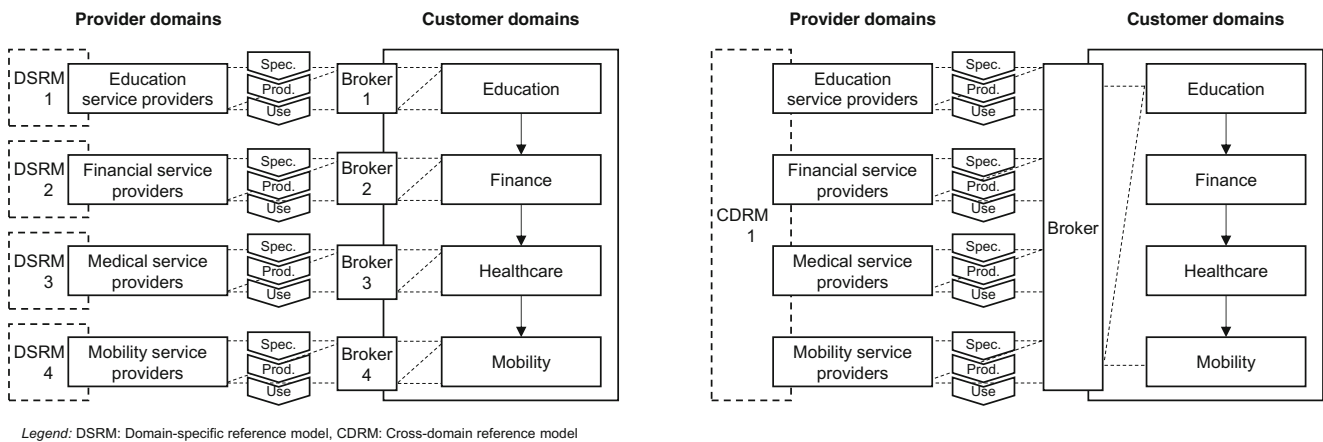 Provider domains
Customer domains
DSRM
1
Education
service providers
Spec.
Prod.
Use
Broker
1
Education
DSRM
2
Financial service
providers
Spec.
Prod.
Use
Broker
2
Finance
DSRM
3
Medical service
providers
Spec.
Prod.
Use
Broker
3
Healthcare
DSRM
4
Mobility service
providers
Spec.
Prod.
Use
Broker
4
Mobility
Provider domains
Customer domains
CDRM
1
Education
service providers
Spec.
Prod.
Use
Financial service
providers
Spec.
Prod.
Use
Medical service
providers
Spec.
Prod.
Use
Mobility service
providers
Spec.
Prod.
Use
Broker
Education
Finance
Healthcare
Mobility
Legend: DSRM: Domain-specific reference model, CDRM: Cross-domain reference model